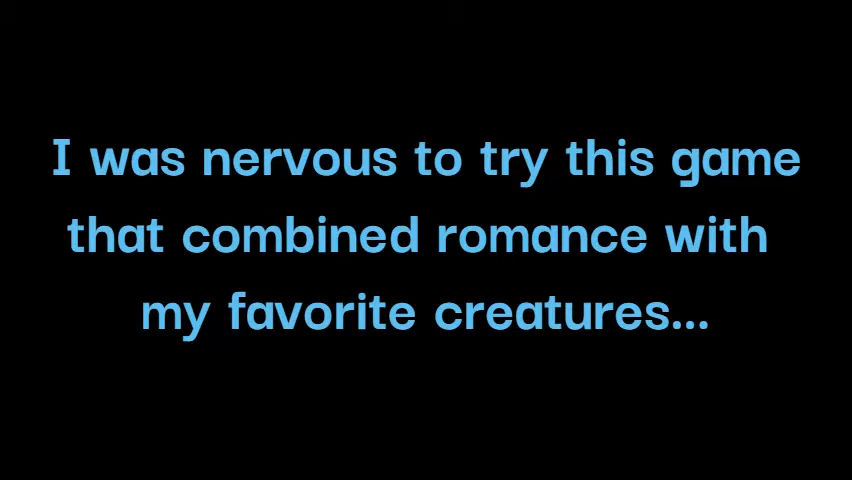 I was nervous to try this game
that combined romance with
my favorite creatures...